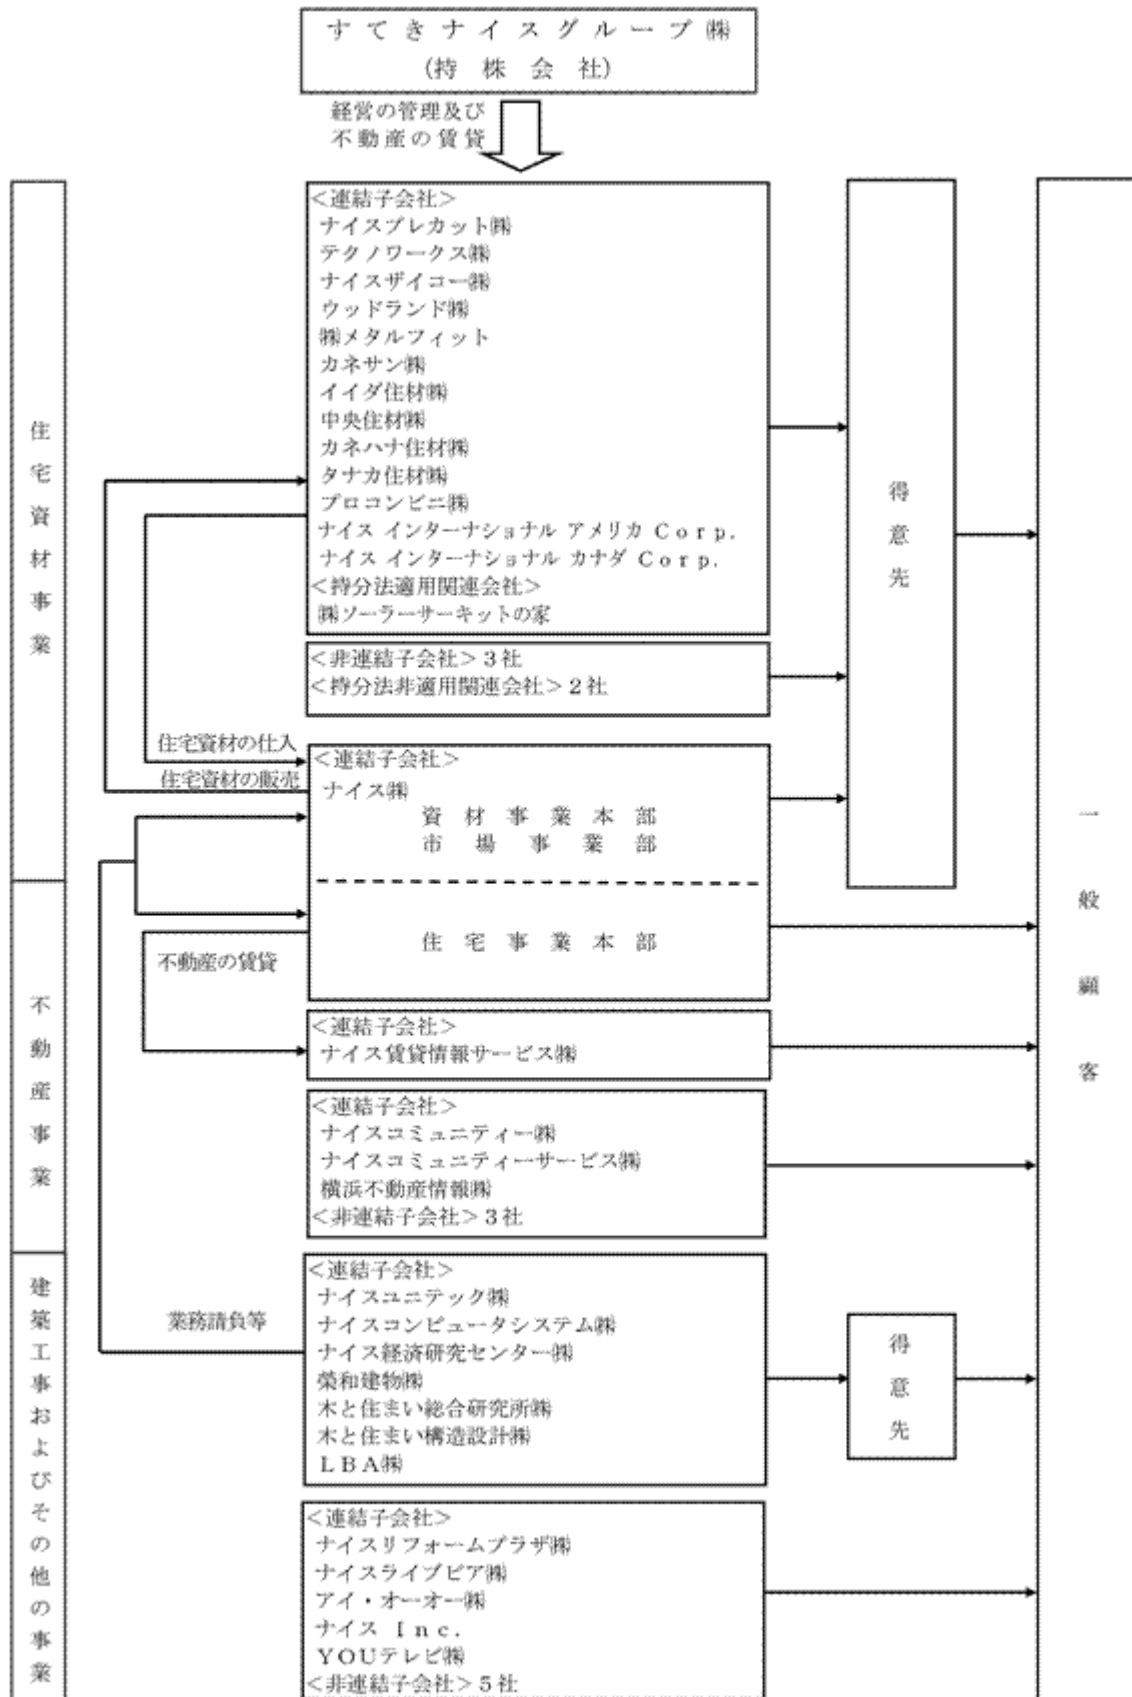 すてきナイスグループ㈱
(持株会社)
経営の管理及び
不動産の賃貸
住宅資材事業
<連結子会社>
ナイスプレカット㈱
テクノワークス㈱
ナイスザイコー㈱
ウッドランド㈱
㈱メタルフィット
カネサン㈱
イイダ住材㈱
中央住材㈱
カネハナ住材㈱
タナカ住材㈱
プロコンビニ㈱
ナイス インターナショナル アメリカ Corp.
ナイス インターナショナル カナダ Corp.
<持分法適用関連会社>
㈱ソーラーサーキットの家
<非連結子会社>3社
<持分法非適用関連会社>2社
得意先
住宅資材の仕入
住宅資材の販売
<連結子会社>
ナイス㈱
資材事業本部
市場事業部
住宅事業本部
一般顧客
不動産事業
不動産の賃貸
<連結子会社>
ナイス賃貸情報サービス㈱
<連結子会社>
ナイスコミュニティー㈱
ナイスコミュニティーサービス㈱
横浜不動産情報㈱
<非連結子会社>3社
建築工事およびその他の事業
業務請負等
<連結子会社>
ナイスユニテック㈱
ナイスコンピュータシステム㈱
ナイス経済研究センター㈱
榮和建物㈱
木と住まい総合研究所㈱
木と住まい構造設計㈱
LBA㈱
得意先
<連結子会社>
ナイスリフォームプラザ㈱
ナイスライブピア㈱
アイ・オーオー㈱
ナイス Inc.
YOUテレビ㈱
<非連結子会社>5社